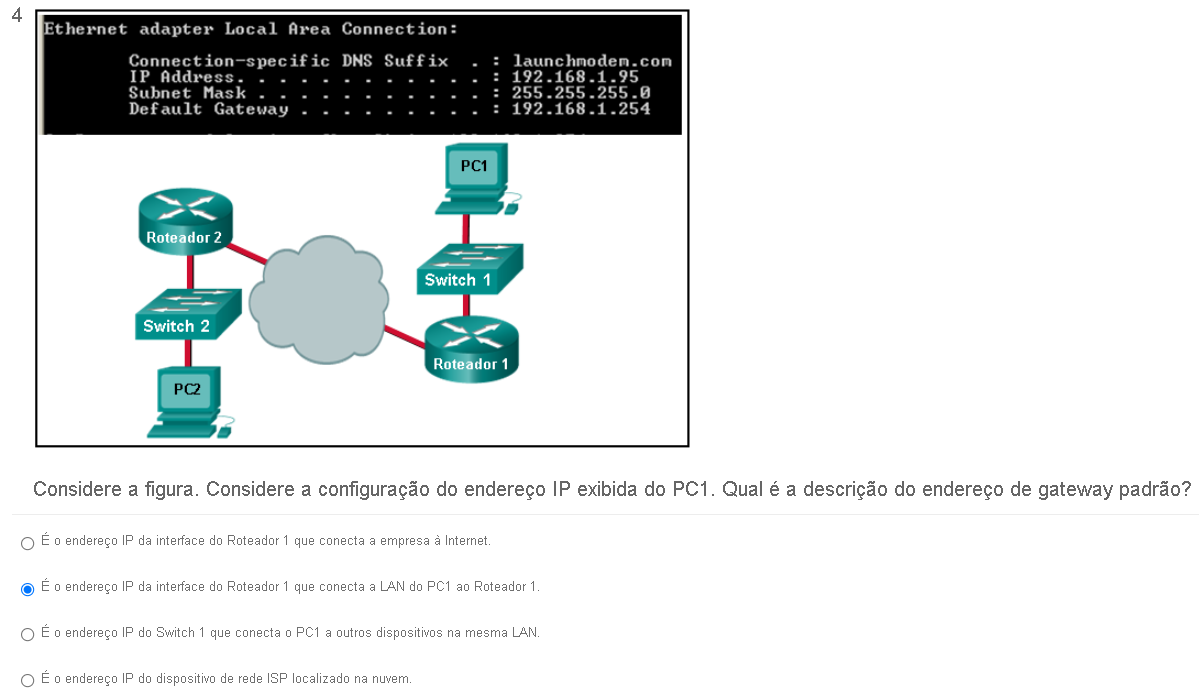 4
Ethernet adapter Local Area Connection:
Connection-specific DNS Suffix . : launchmodem.com
IP Address. . . . . . . . . . . . : 192.168.1.95
Subnet Mask . . . . . . . . . . . : 255.255.255.0
Default Gateway . . . . . . . . . : 192.168.1.254
PC1
Roteador 2
Switch 1
Switch 2
Roteador 1
PC2
Considere a figura. Considere a configuração do endereço IP exibida do PC1. Qual é a descrição do endereço de gateway padrão?
É o endereço IP da interface do Roteador 1 que conecta a empresa à Internet.
É o endereço IP da interface do Roteador 1 que conecta a LAN do PC1 ao Roteador 1.
É o endereço IP do Switch 1 que conecta o PC1 a outros dispositivos na mesma LAN.
É o endereço IP do dispositivo de rede ISP localizado na nuvem.